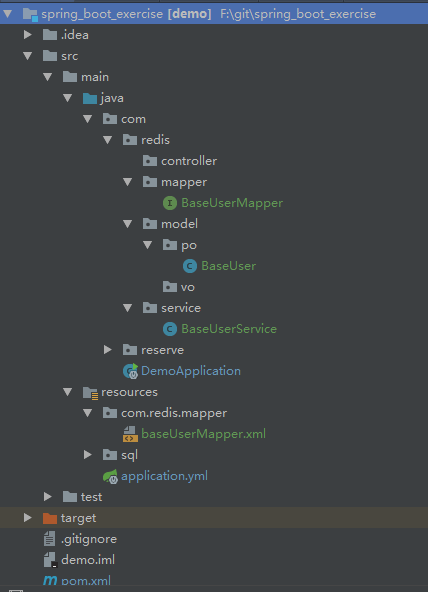 spring_boot_exercise [demo] F:\git\spring_boot_exercise
.idea
src
main
java
com
redis
controller
mapper
BaseUserMapper
model
po
BaseUser
vo
service
BaseUserService
reserve
DemoApplication
resources
com.redis.mapper
baseUserMapper.xml
sql
application.yml
test
target
.gitignore
demo.iml
pom.xml